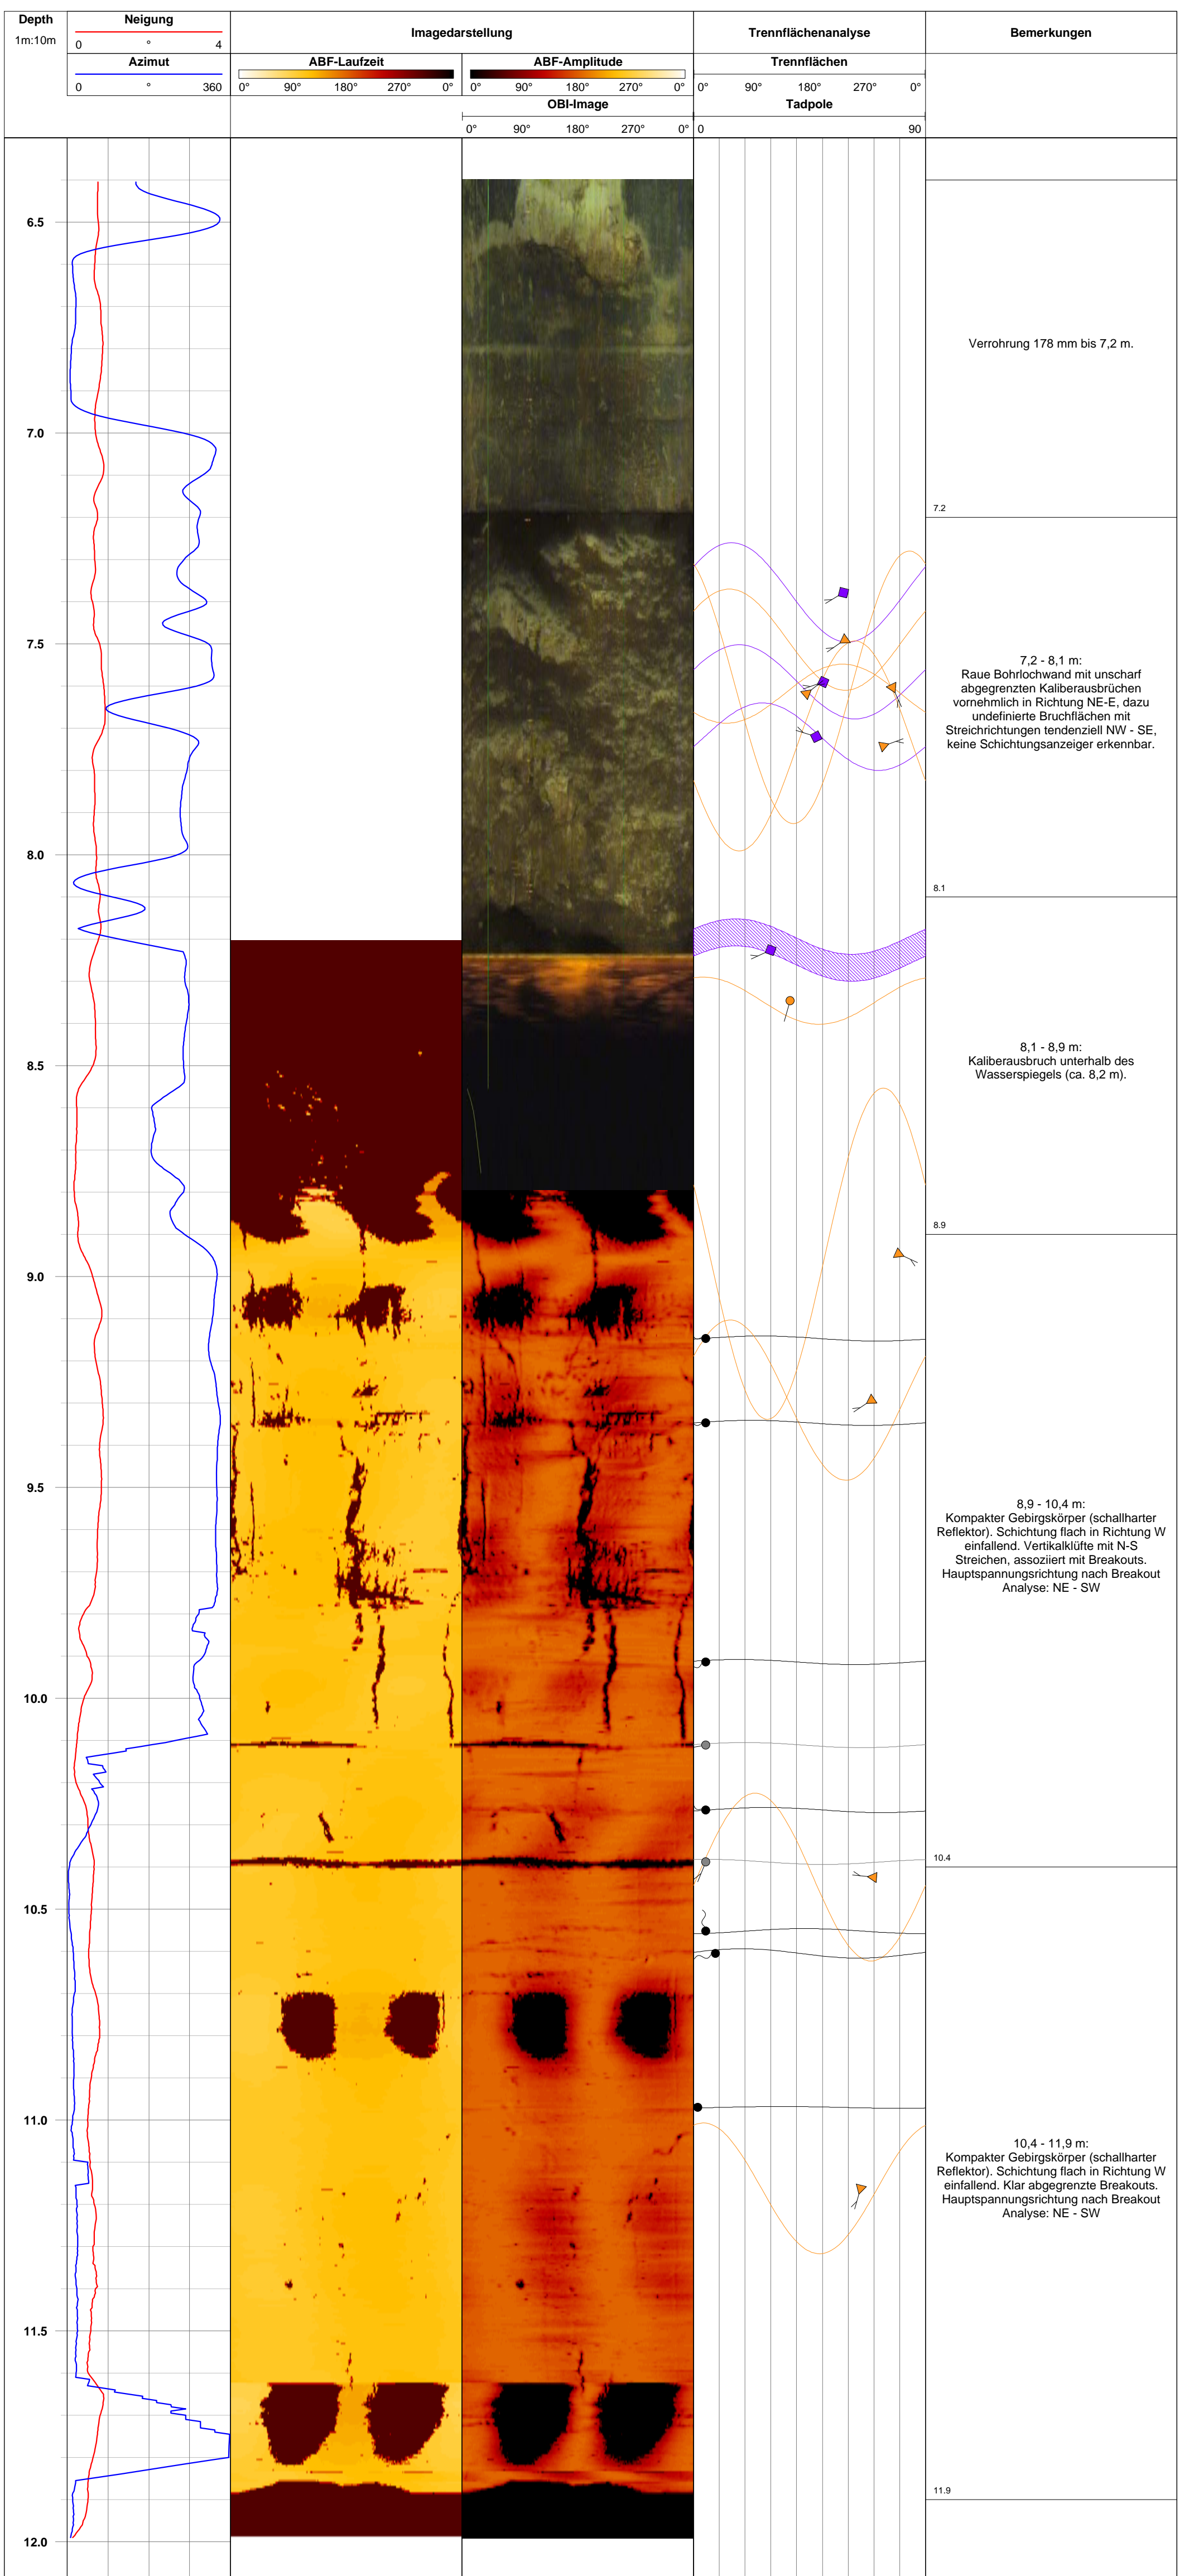 Depth
1m:10m
Neigung
0 ° 4
Azimut
0 ° 360
Imagedarstellung
ABF-Laufzeit
0° 90° 180° 270° 0°
ABF-Amplitude
0° 90° 180° 270° 0°
OBI-Image
0° 90° 180° 270° 0°
Trennflächenanalyse
Trennflächen
0° 90° 180° 270° 0°
Tadpole
0 90
Bemerkungen
6.5
7.0
7.5
8.0
8.5
9.0
9.5
10.0
10.5
11.0
11.5
12.0
Verrohrung 178 mm bis 7,2 m.
7.2
7,2 - 8,1 m:
Raue Bohrlochwand mit unscharf
abgegrenzten Kaliberausbrüchen
vornehmlich in Richtung NE-E, dazu
undefinierte Bruchflächen mit
Streichrichtungen tendenziell NW - SE,
keine Schichtungsanzeiger erkennbar.
8.1
8,1 - 8,9 m:
Kaliberausbruch unterhalb des
Wasserspiegels (ca. 8,2 m).
8.9
8,9 - 10,4 m:
Kompakter Gebirgskörper (schallharter
Reflektor). Schichtung flach in Richtung W
einfallend. Vertikalklüfte mit N-S
Streichen, assoziiert mit Breakouts.
Hauptspannungsrichtung nach Breakout
Analyse: NE - SW
10.4
10,4 - 11,9 m:
Kompakter Gebirgskörper (schallharter
Reflektor). Schichtung flach in Richtung W
einfallend. Klar abgegrenzte Breakouts.
Hauptspannungsrichtung nach Breakout
Analyse: NE - SW
11.9